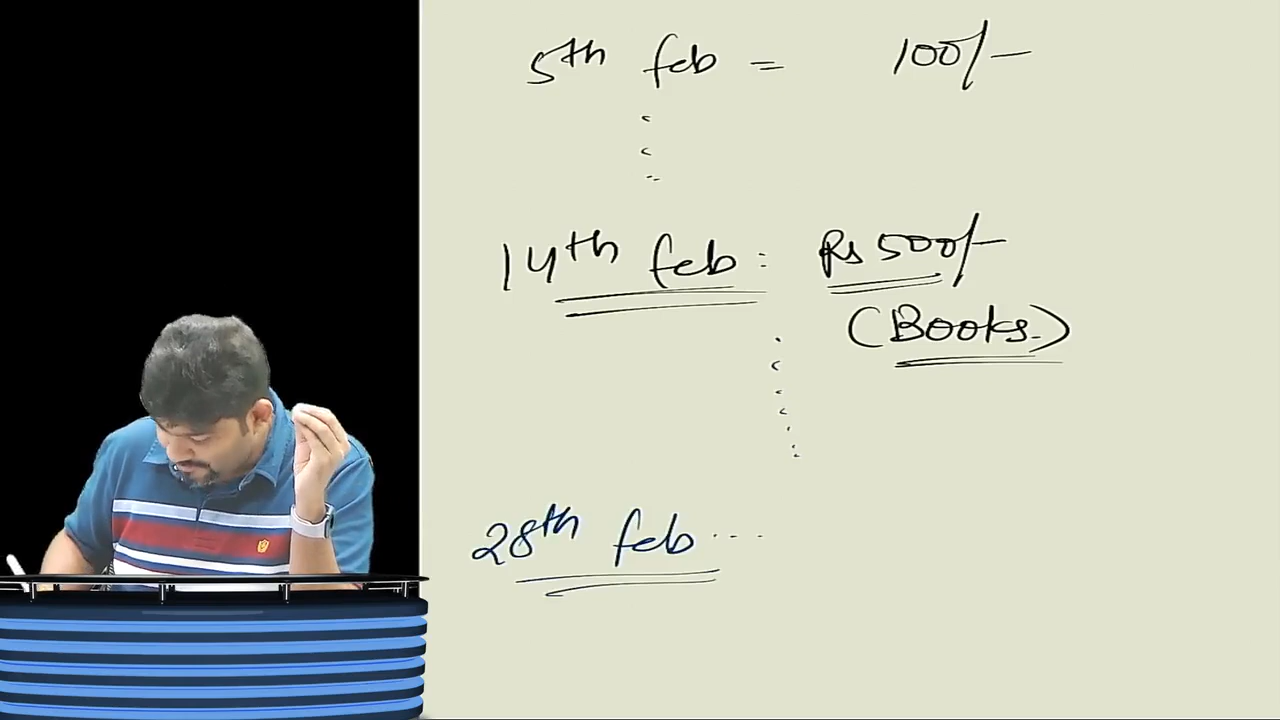 5th feb = 100/-
14th feb : Rs 500/-
(Books.)
28th feb ...